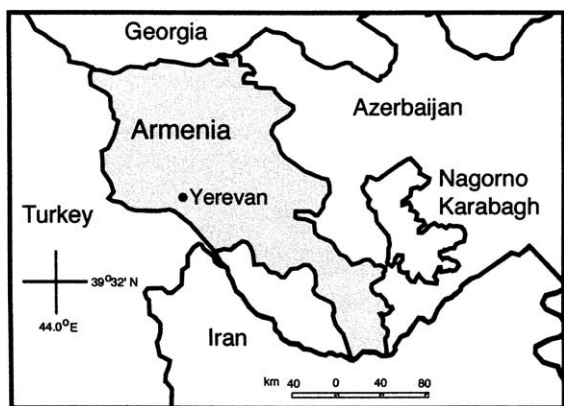 Georgia
Azerbaijan
Armenia
Nagorno
Karabagh
Yerevan
Turkey
39°32' N
44.0°E
Iran
km 40 0 40 80